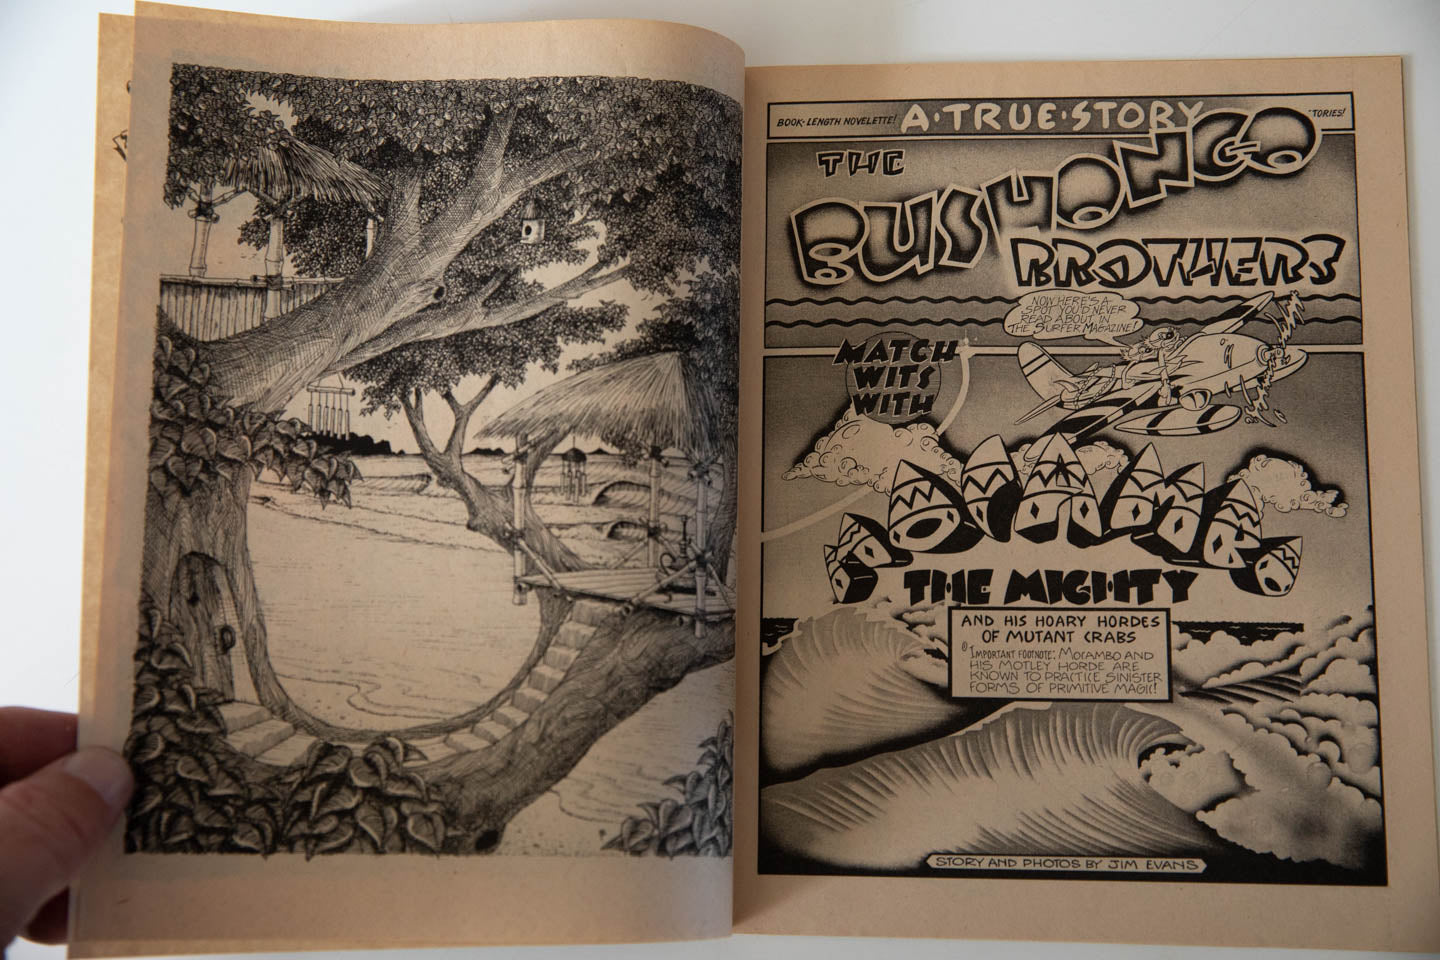 BOOK-LENGTH NOVELETTE!
A·TRUE·STORY
TORIES!
THE
BUSHONGO
BROTHERS
NOW HERE'S A
SPOT YOU'D NEVER
READ ABOUT IN
THE SURFER MAGAZINE!
MATCH
WITS
WITH
MOCAMBO
THE MIGHTY
AND HIS HOARY HORDES
OF MUTANT CRABS
IMPORTANT FOOTNOTE: MOCAMBO AND
HIS MOTLEY HORDE ARE
KNOWN TO PRACTICE SINISTER
FORMS OF PRIMITIVE MAGIC!
STORY AND PHOTOS BY JIM EVANS